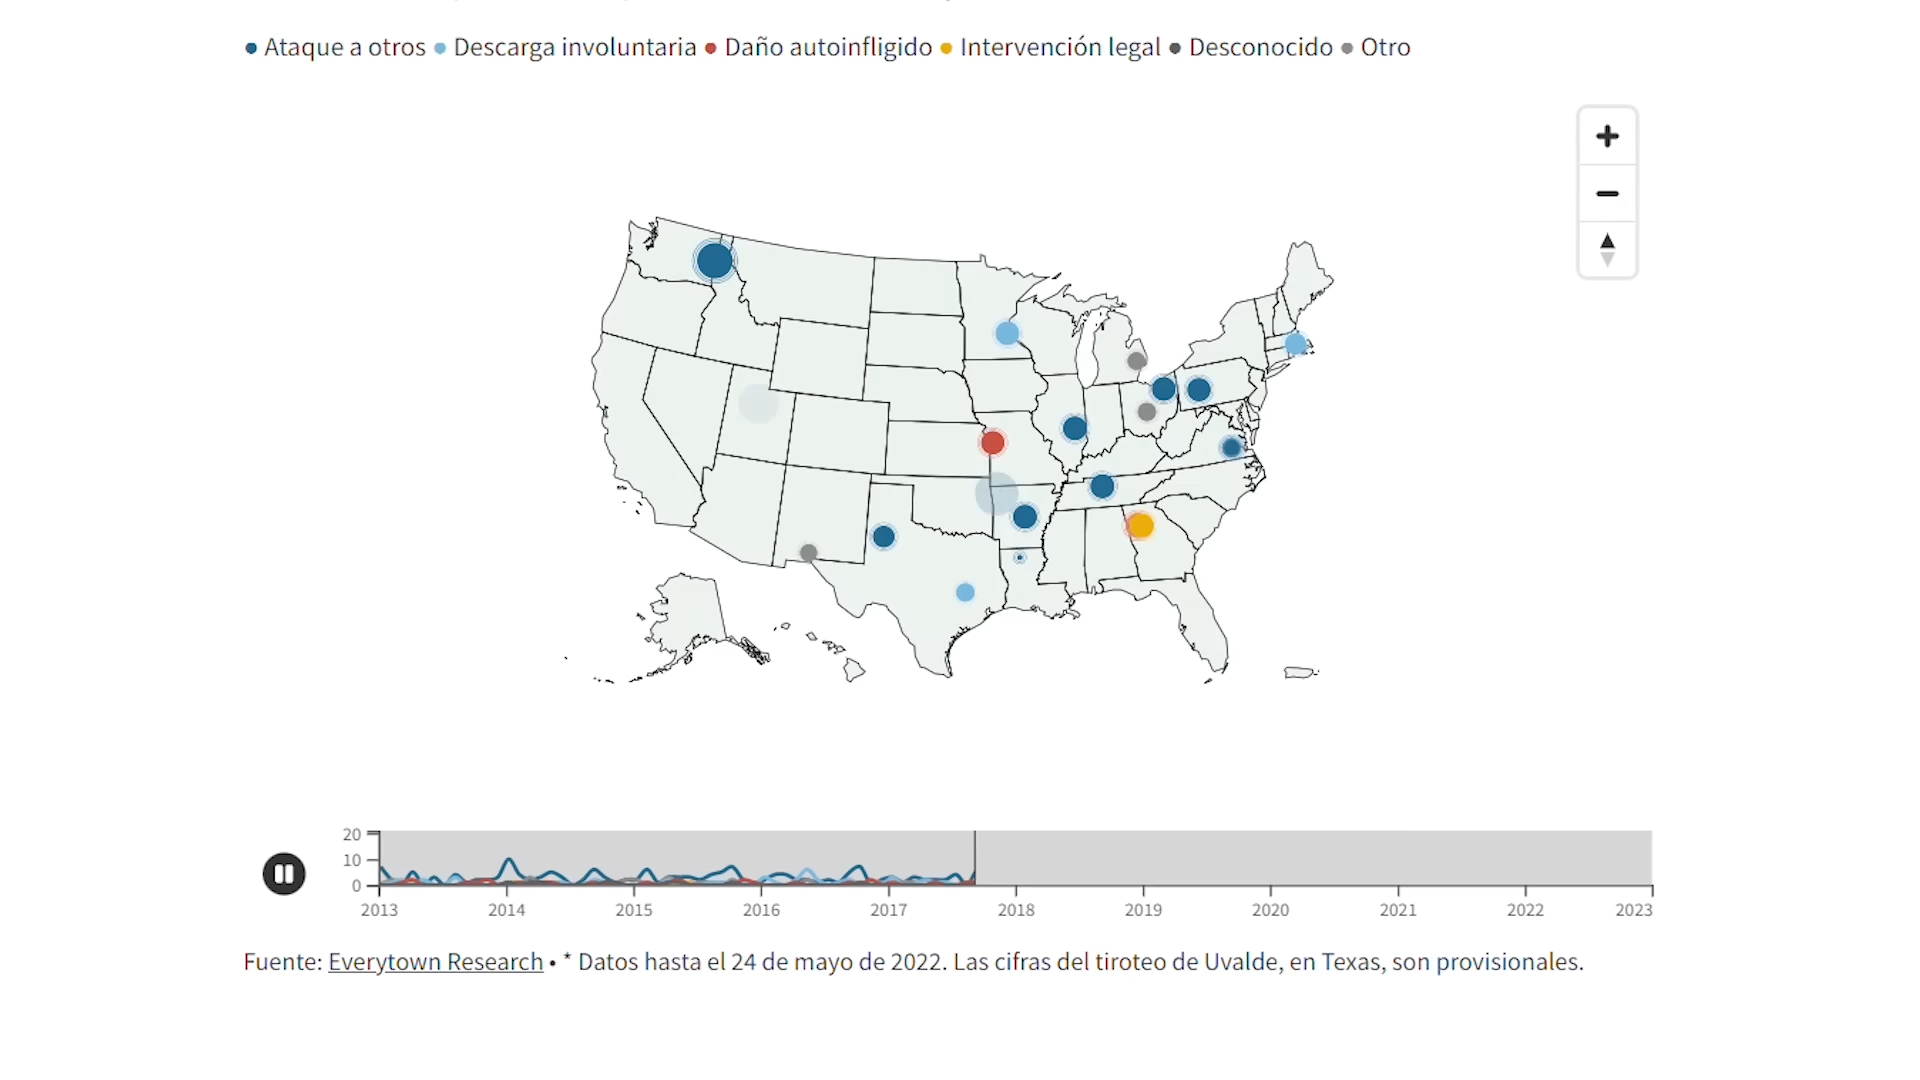 Ataque a otros Descarga involuntaria Daño autoinfligido Intervención legal Desconocido Otro
20
10
0
2013 2014 2015 2016 2017 2018 2019 2020 2021 2022 2023
Fuente: Everytown Research • * Datos hasta el 24 de mayo de 2022. Las cifras del tiroteo de Uvalde, en Texas, son provisionales.